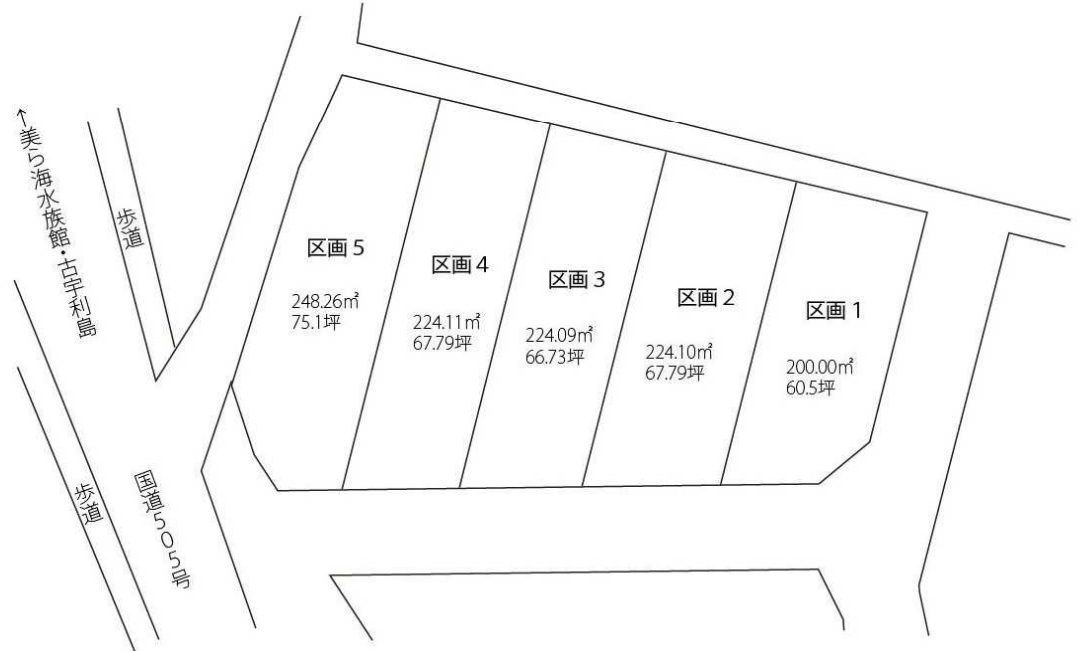 ←美ら海水族館・古宇利島
歩道
歩道
国道505号
区画5
248.26㎡
75.1坪
区画4
224.11㎡
67.79坪
区画3
224.09㎡
66.73坪
区画2
224.10㎡
67.79坪
区画1
200.00㎡
60.5坪